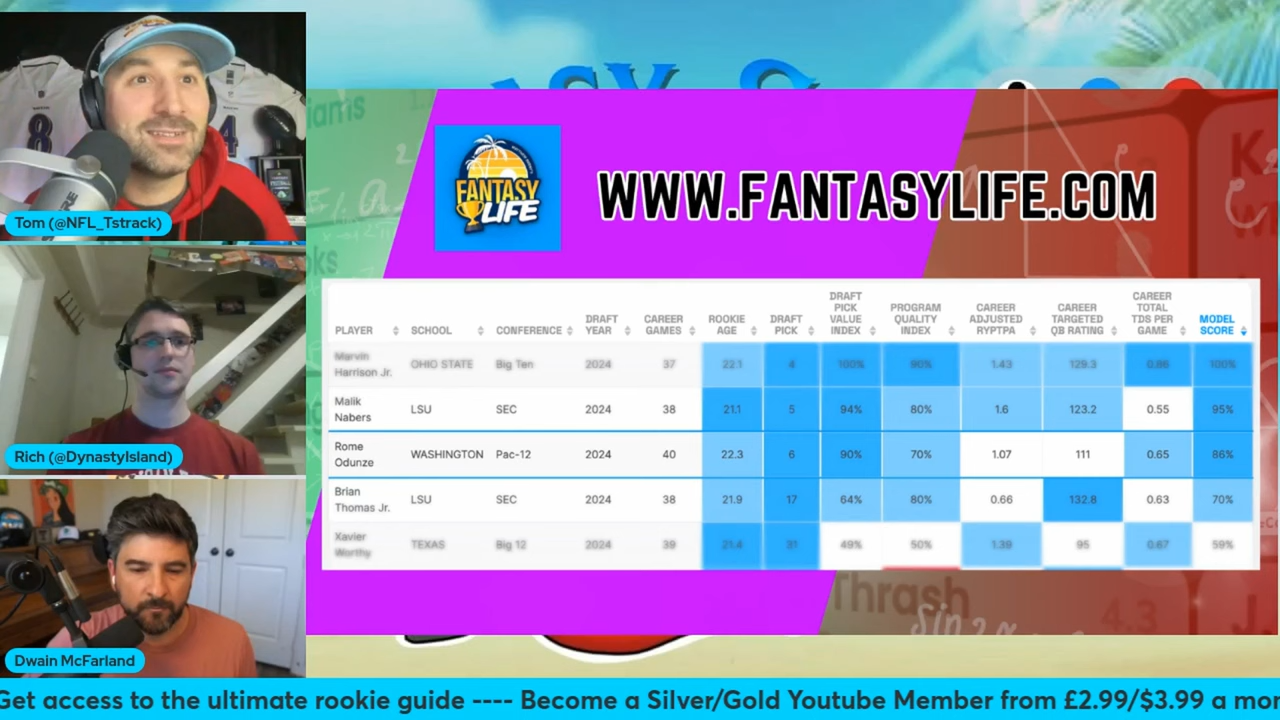 8
4
Tom (@NFL_Tstrack)
Rich (@DynastyIsland)
Dwain McFarland
FANTASY
LIFE
WWW.FANTASYLIFE.COM
PLAYER SCHOOL CONFERENCE DRAFT YEAR CAREER GAMES ROOKIE AGE DRAFT PICK DRAFT PICK VALUE INDEX PROGRAM QUALITY INDEX CAREER ADJUSTED RYPTPA CAREER TARGETED QB RATING CAREER TOTAL TDS PER GAME MODEL SCORE
Marvin Harrison Jr. OHIO STATE Big Ten 2024 37 22.1 4 100% 90% 1.43 129.3 0.86 100%
Malik Nabers LSU SEC 2024 38 21.1 5 94% 80% 1.6 123.2 0.55 95%
Rome Odunze WASHINGTON Pac-12 2024 40 22.3 6 90% 70% 1.07 111 0.65 86%
Brian Thomas Jr. LSU SEC 2024 38 21.9 17 64% 80% 0.66 132.8 0.63 70%
Xavier Worthy TEXAS Big 12 2024 39 21.4 31 49% 50% 1.39 95 0.67 59%
Thrash
4.3
Get access to the ultimate rookie guide ---- Become a Silver/Gold Youtube Member from £2.99/$3.99 a